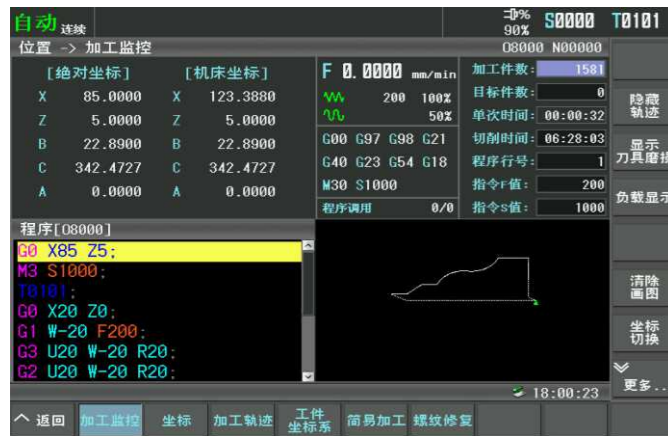 自动 连续 90% S0000 T0101
位置 -> 加工监控 O8000 N00000
[绝对坐标] [机床坐标]
X 85.0000 X 123.3880
Z 5.0000 Z 5.0000
B 22.8900 B 22.8900
C 342.4727 C 342.4727
A 0.0000 A 0.0000
F 0.0000 mm/min
200 100%
50%
G00 G97 G98 G21
G40 G23 G54 G18
M30 S1000
程序调用 0/0
加工件数: 1581
目标件数: 0
单次时间: 00:00:32
切削时间: 06:28:03
程序行号: 1
指令F值: 200
指令S值: 1000
隐藏
轨迹
显示
刀具磨损
负载显示
清除
画图
坐标
切换
更多..
程序[O8000]
G0 X85 Z5;
M3 S1000;
T0101;
G0 X20 Z0;
G1 W-20 F200;
G3 U20 W-20 R20;
G2 U20 W-20 R20;
18:00:23
返回 加工监控 坐标 加工轨迹 工件
坐标系 简易加工 螺纹修复